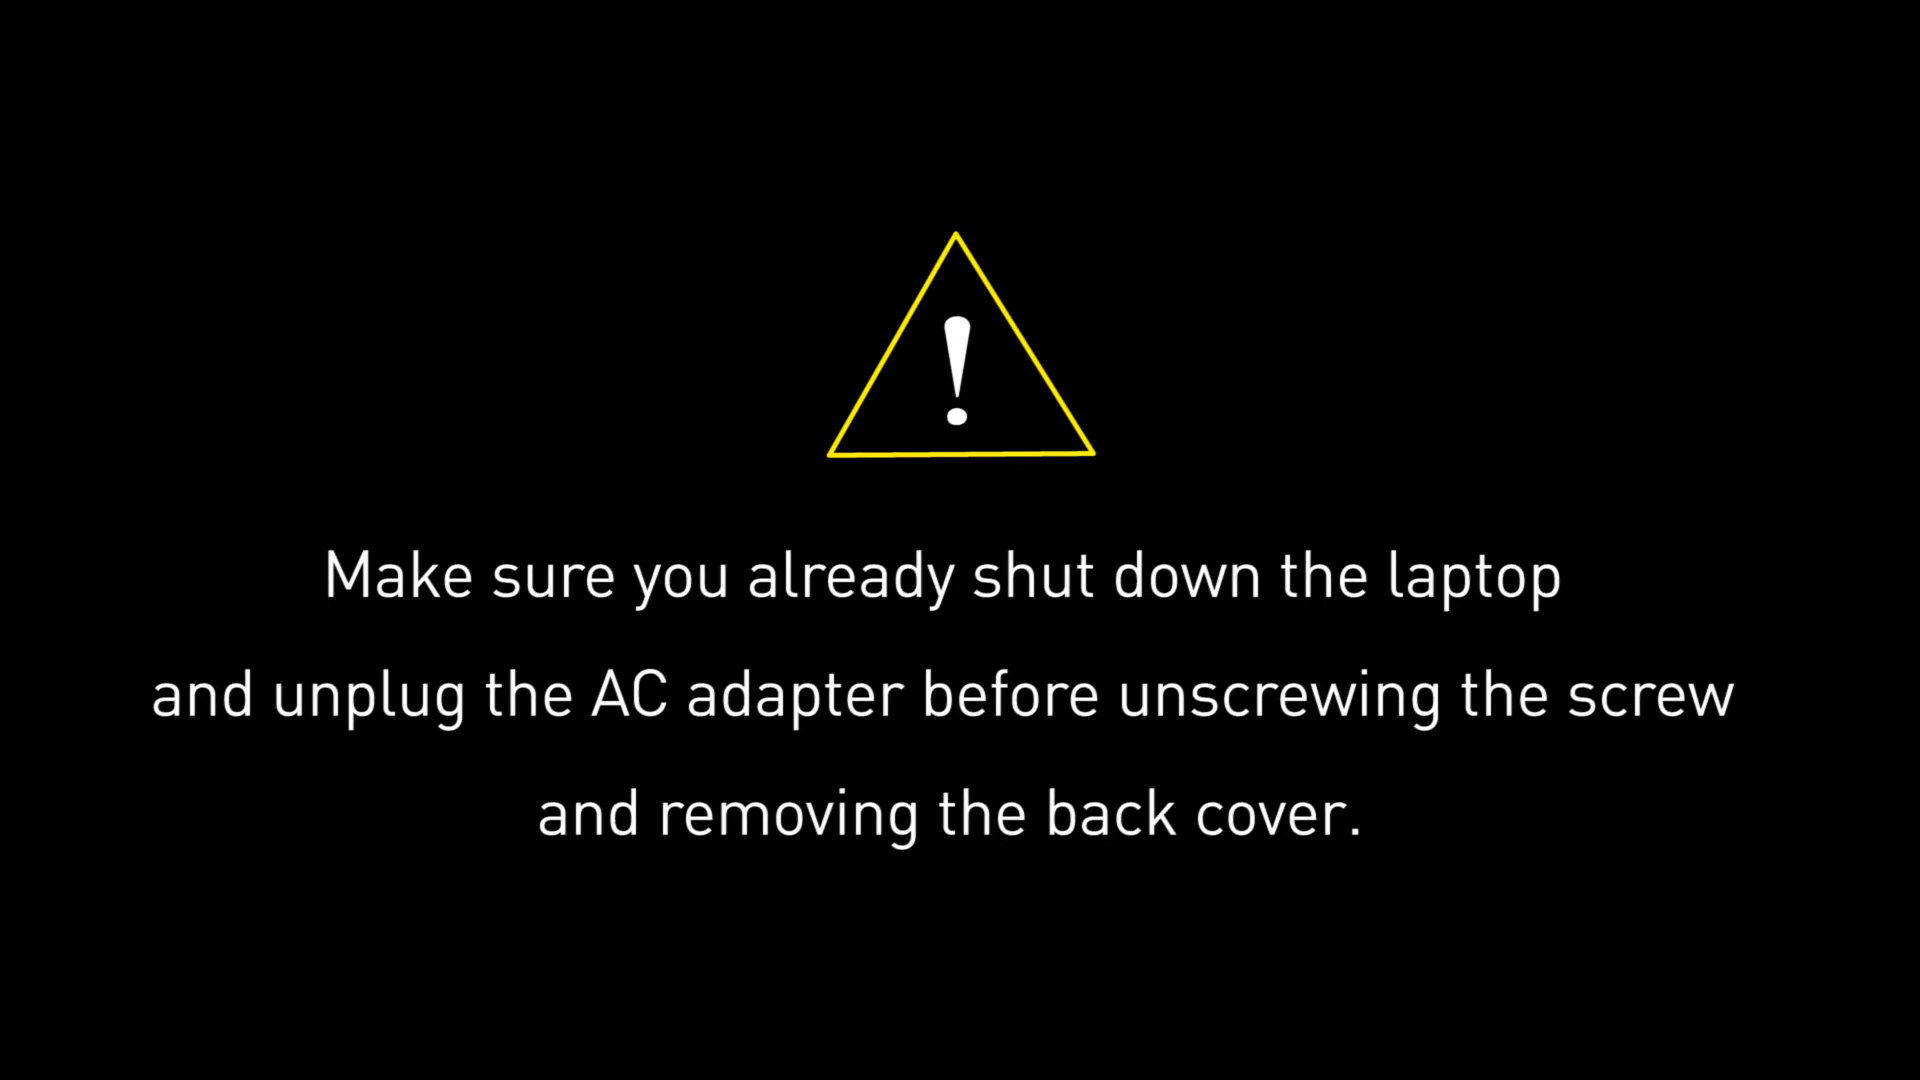 !
Make sure you already shut down the laptop
and unplug the AC adapter before unscrewing the screw
and removing the back cover.